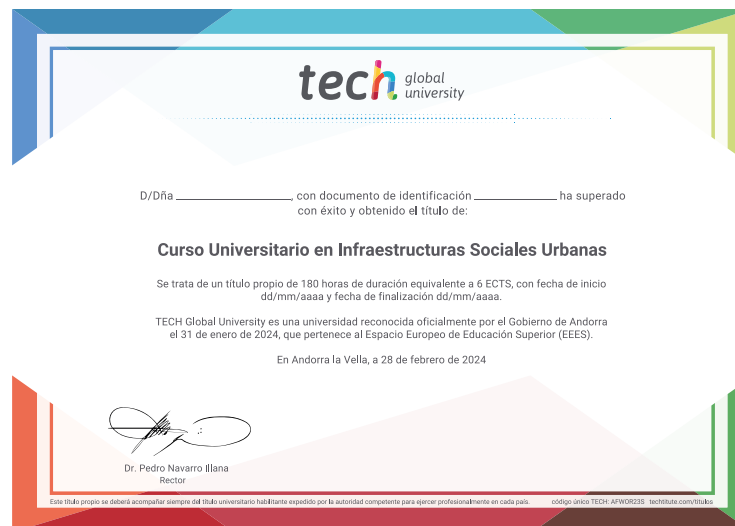 tech global university
D/Dña ____________, con documento de identificación ____________ ha superado
con éxito y obtenido el título de:
Curso Universitario en Infraestructuras Sociales Urbanas
Se trata de un título propio de 180 horas de duración equivalente a 6 ECTS, con fecha de inicio
dd/mm/aaaa y fecha de finalización dd/mm/aaaa.
TECH Global University es una universidad reconocida oficialmente por el Gobierno de Andorra
el 31 de enero de 2024, que pertenece al Espacio Europeo de Educación Superior (EEES).
En Andorra la Vella, a 28 de febrero de 2024
Dr. Pedro Navarro Illana
Rector
Este título propio se deberá acompañar siempre del título universitario habilitante expedido por la autoridad competente para ejercer profesionalmente en cada país. código único TECH: AFWOR235 techtitute.com/titulos